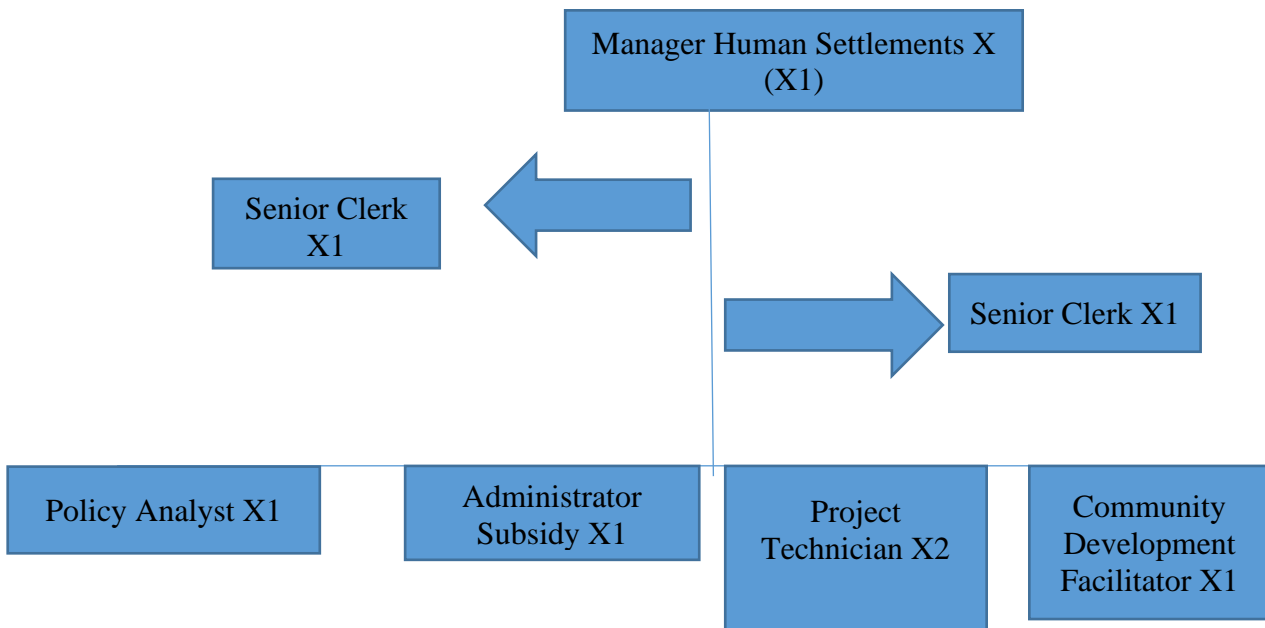 Manager Human Settlements X
(X1)
Senior Clerk
X1
Senior Clerk X1
Policy Analyst X1
Administrator
Subsidy X1
Project
Technician X2
Community
Development
Facilitator X1